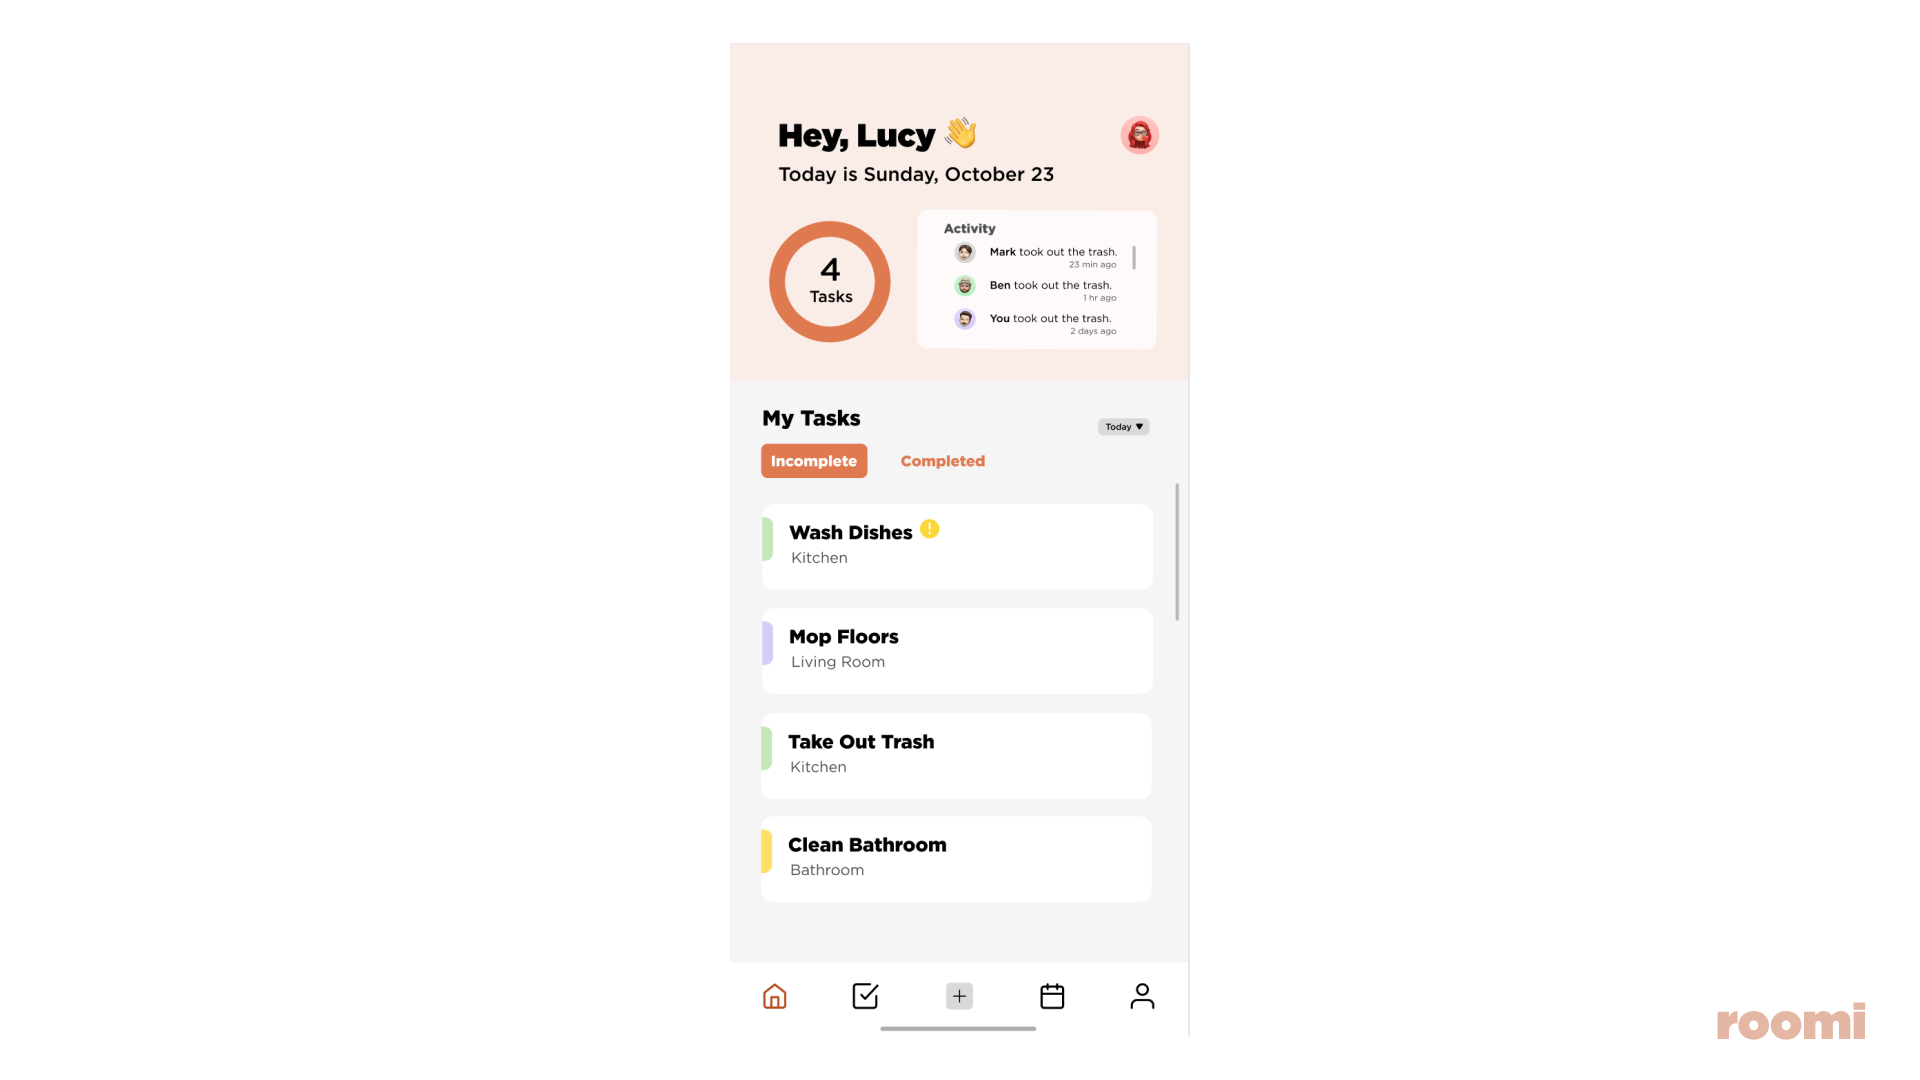 Hey, Lucy 👋
Today is Sunday, October 23
4
Tasks
Activity
Mark took out the trash.
23 min ago
Ben took out the trash.
1 hr ago
You took out the trash.
2 days ago
My Tasks
Today ▼
Incomplete
Completed
Wash Dishes
Kitchen
Mop Floors
Living Room
Take Out Trash
Kitchen
Clean Bathroom
Bathroom
roomi